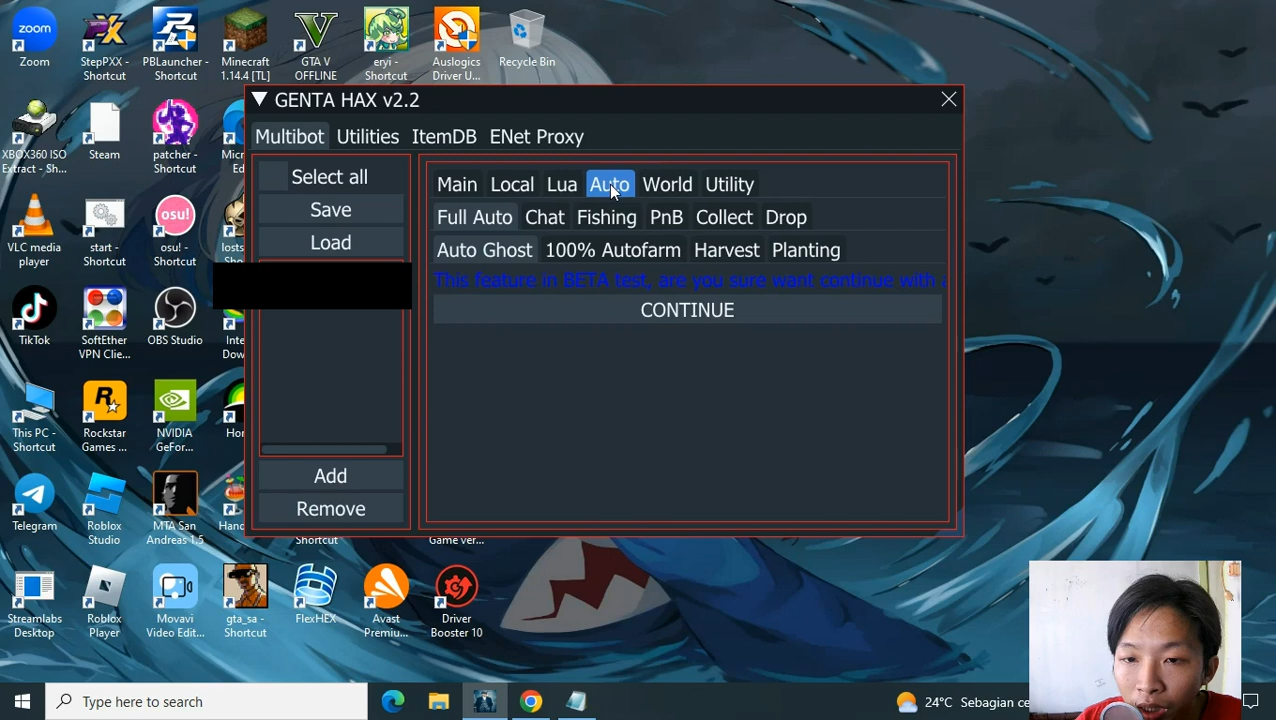 Zoom
StepPXX - Shortcut
PBLauncher - Shortcut
Minecraft 1.14.4 [TL]
GTA V OFFLINE
eryi - Shortcut
Auslogics Driver U...
Recycle Bin
GENTA HAX v2.2
Multibot Utilities ItemDB ENet Proxy
XBOX360 ISO Extract - Sh...
Steam
patcher - Shortcut
Select all
Save
Load
Main Local Lua Auto World Utility
Full Auto Chat Fishing PnB Collect Drop
Auto Ghost 100% Autofarm Harvest Planting
This feature in BETA test, are you sure want continue with
CONTINUE
VLC media player
start - Shortcut
osu! - Shortcut
osu!
TikTok
SoftEther VPN Clie...
OBS Studio
This PC - Shortcut
Rockstar Games ...
NVIDIA GeFor...
Add
Remove
Telegram
Roblox Studio
MTA San Andreas 1.5
Shortcut
Game ver...
Streamlabs Desktop
Roblox Player
Movavi Video Edit...
gta_sa - Shortcut
FlexHEX
Avast Premiu...
Driver Booster 10
Type here to search
24°C Sebagian